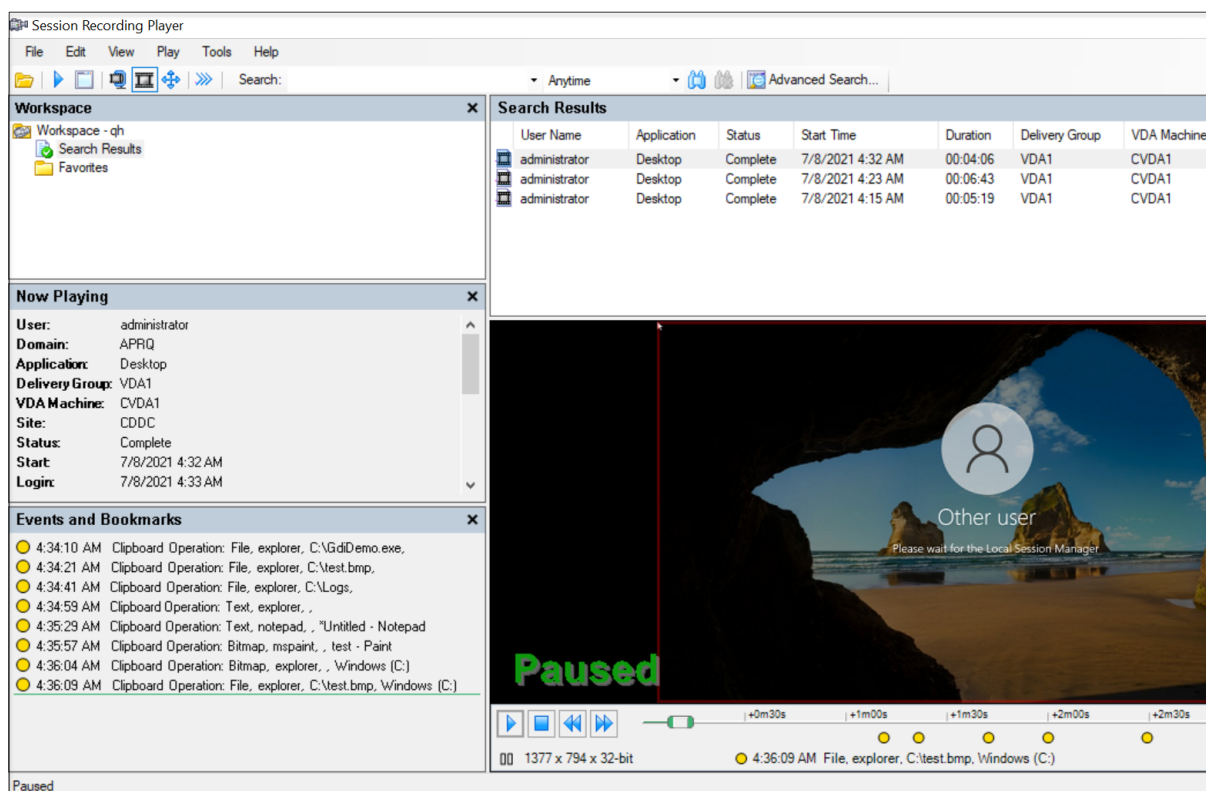 Session Recording Player
File Edit View Play Tools Help
Search: Anytime Advanced Search...
Workspace
Workspace - qh
Search Results
Favorites
Search Results
User Name Application Status Start Time Duration Delivery Group VDA Machine
administrator Desktop Complete 7/8/2021 4:32 AM 00:04:06 VDA1 CVDA1
administrator Desktop Complete 7/8/2021 4:23 AM 00:06:43 VDA1 CVDA1
administrator Desktop Complete 7/8/2021 4:15 AM 00:05:19 VDA1 CVDA1
Now Playing
User: administrator
Domain: APRQ
Application: Desktop
Delivery Group: VDA1
VDA Machine: CVDA1
Site: CDDC
Status: Complete
Start: 7/8/2021 4:32 AM
Login: 7/8/2021 4:33 AM
Events and Bookmarks
4:34:10 AM Clipboard Operation: File, explorer, C:\GdiDemo.exe,
4:34:21 AM Clipboard Operation: File, explorer, C:\test.bmp,
4:34:41 AM Clipboard Operation: File, explorer, C:\Logs,
4:34:59 AM Clipboard Operation: Text, explorer, ,
4:35:29 AM Clipboard Operation: Text, notepad, , *Untitled - Notepad
4:35:57 AM Clipboard Operation: Bitmap, mspaint, , test - Paint
4:36:04 AM Clipboard Operation: Bitmap, explorer, , Windows (C:)
4:36:09 AM Clipboard Operation: File, explorer, C:\test.bmp, Windows (C:)
Other user
Please wait for the Local Session Manager
Paused
+0m30s +1m00s +1m30s +2m00s +2m30s
1377 x 794 x 32-bit 4:36:09 AM File, explorer, C:\test.bmp, Windows (C:)
Paused